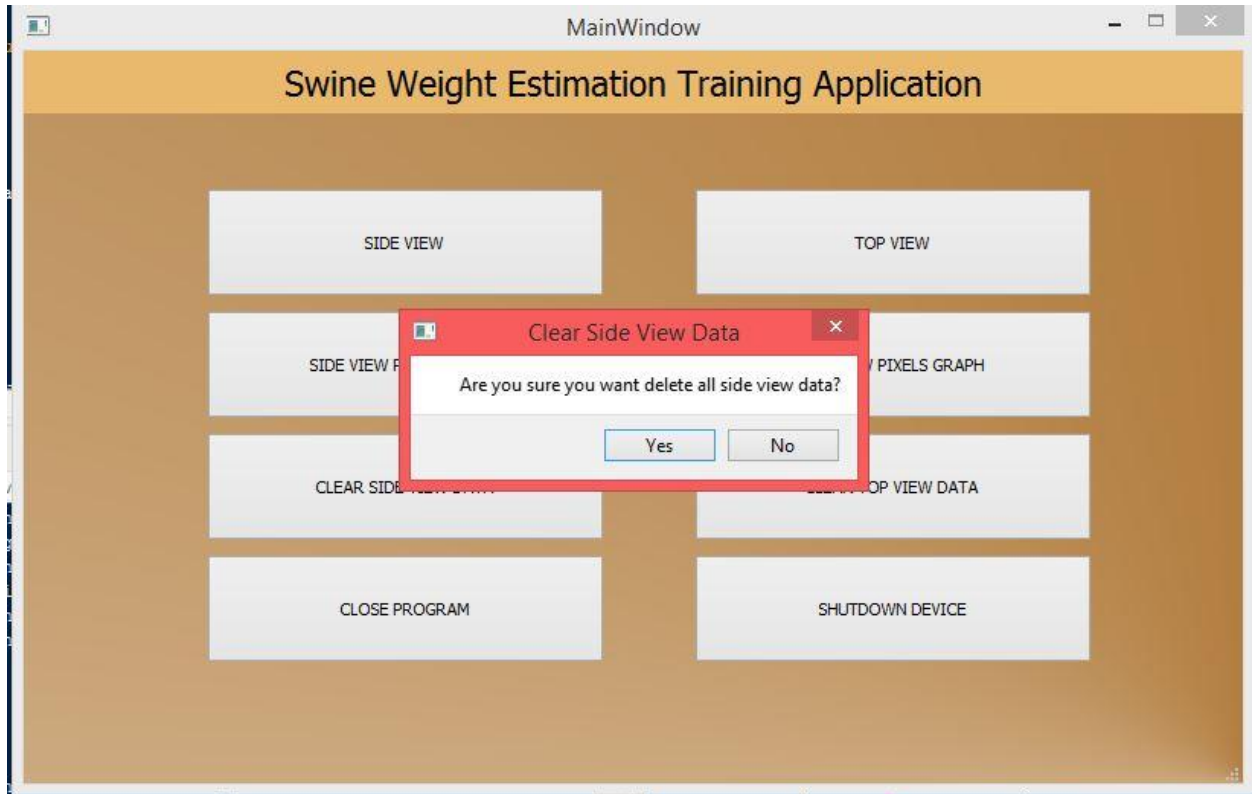 MainWindow
Swine Weight Estimation Training Application
SIDE VIEW
TOP VIEW
Clear Side View Data
SIDE VIEW
PIXELS GRAPH
Are you sure you want delete all side view data?
Yes No
CLEAR SIDE
TOP VIEW DATA
CLOSE PROGRAM
SHUTDOWN DEVICE